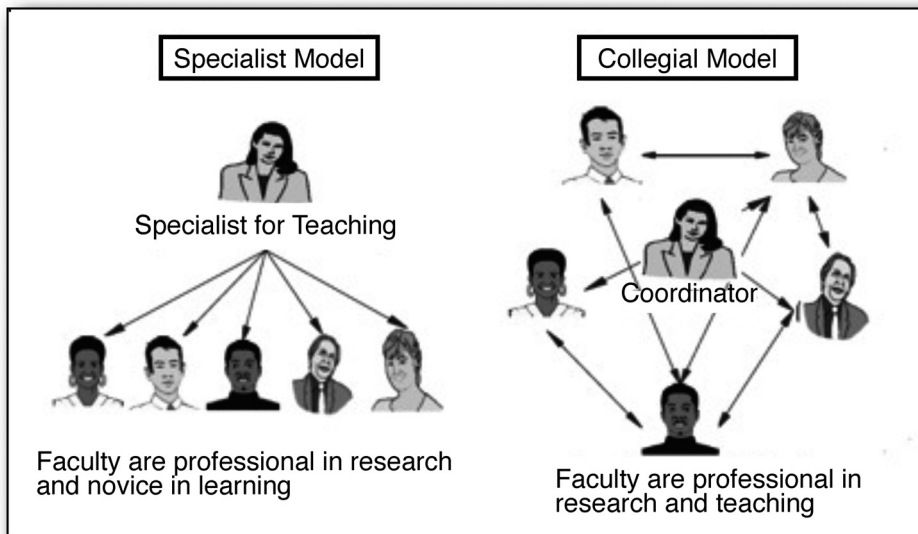 Specialist Model
Specialist for Teaching
Faculty are professional in research
and novice in learning
Collegial Model
Coordinator
Faculty are professional in
research and teaching